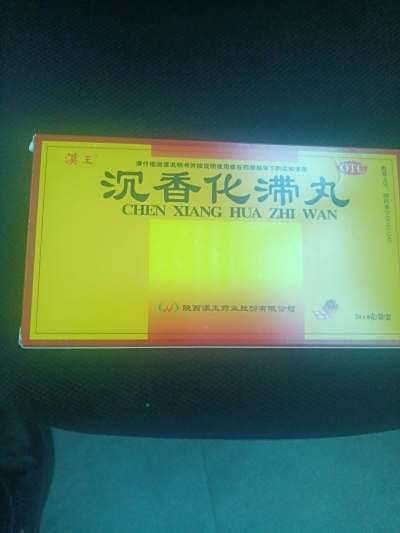 漢王
请仔细阅读说明书并按说明使用或在药师指导下购买和使用
OTC
沉香化滞丸
CHEN XIANG HUA ZHI WAN
陕西漢王药业股份有限公司